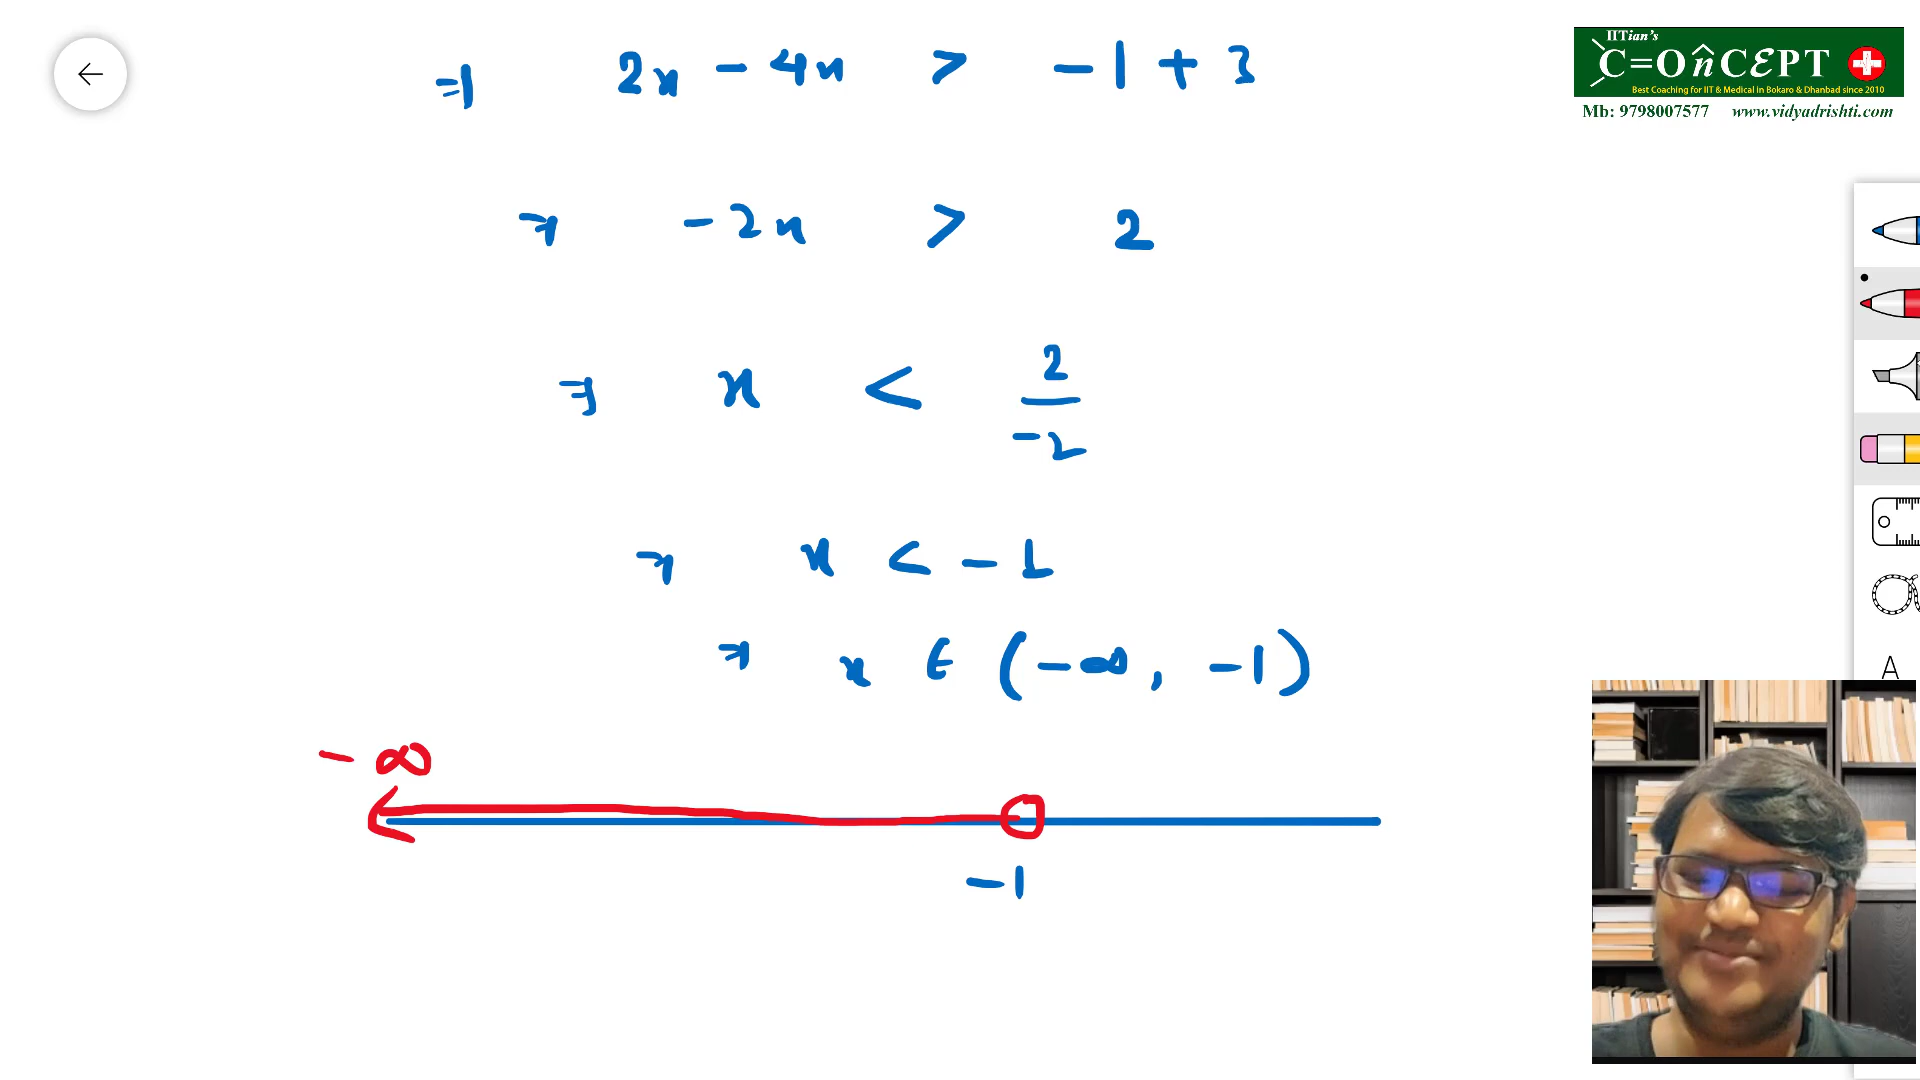 ⇒ 2x - 4x > -1 + 3
IITian's
C=OnCEPT
Best Coaching for IIT & Medical in Bokaro & Dhanbad since 2010
Mb: 9798007577 www.vidyadrishti.com
⇒ -2x > 2
⇒ x < 2/-2
⇒ x < -1
⇒ x ∈ (-∞, -1)
-∞
-1
A